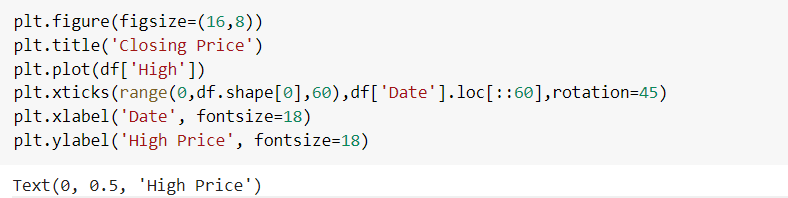 plt.figure(figsize=(16,8))
plt.title('Closing Price')
plt.plot(df['High'])
plt.xticks(range(0,df.shape[0],60),df['Date'].loc[::60],rotation=45)
plt.xlabel('Date', fontsize=18)
plt.ylabel('High Price', fontsize=18)
Text(0, 0.5, 'High Price')